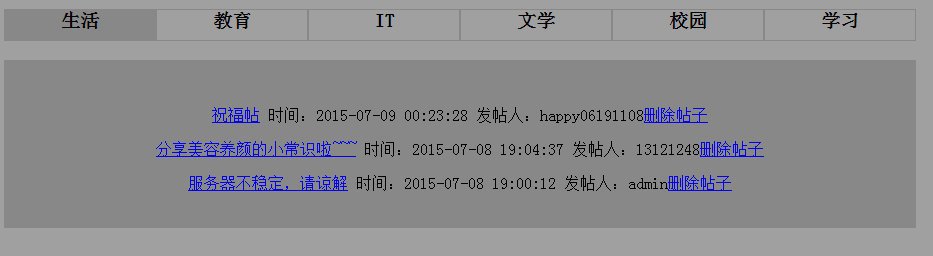 生活 教育 IT 文学 校园 学习
祝福帖 时间：2015-07-09 00:23:28 发帖人：happy06191108删除帖子
分享美容养颜的小常识啦~~~ 时间：2015-07-08 19:04:37 发帖人：13121248删除帖子
服务器不稳定，请谅解 时间：2015-07-08 19:00:12 发帖人：admin删除帖子